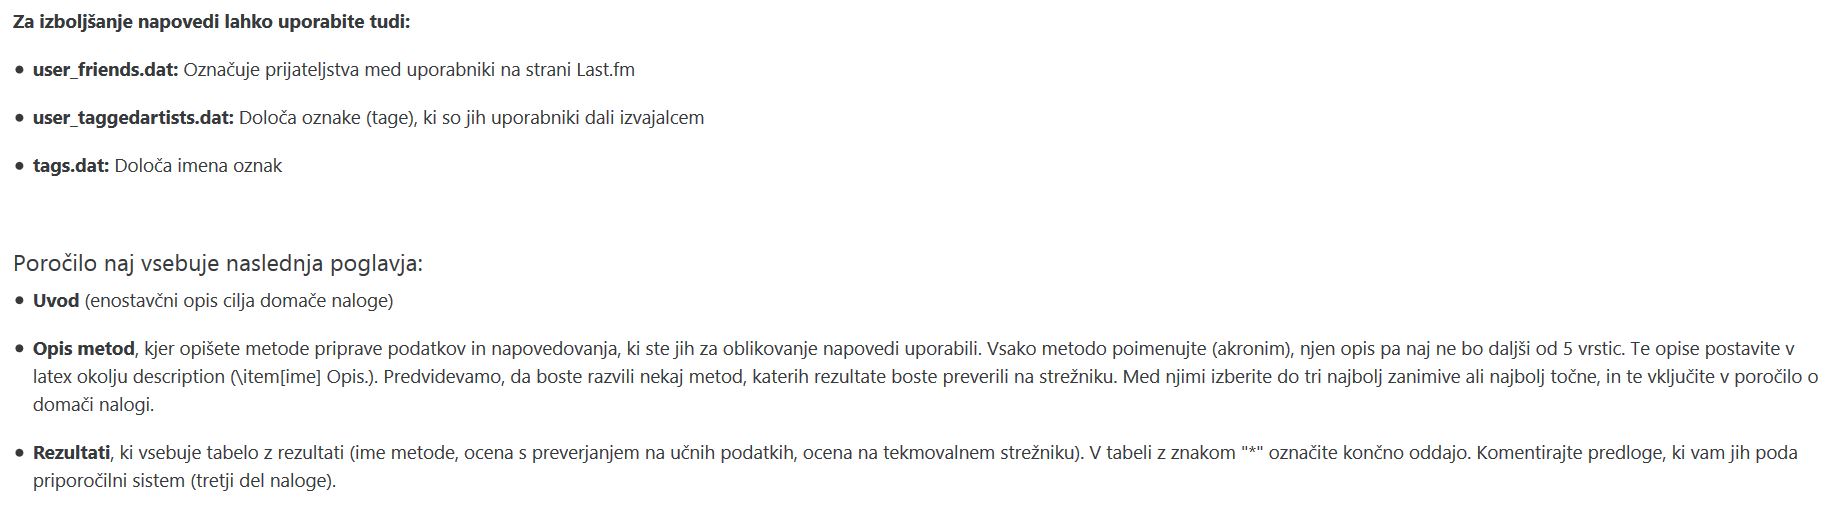 Za izboljšanje napovedi lahko uporabite tudi:
• user_friends.dat: Označuje prijateljstva med uporabniki na strani Last.fm
• user_taggedartists.dat: Določa oznake (tage), ki so jih uporabniki dali izvajalcem
• tags.dat: Določa imena oznak
Poročilo naj vsebuje naslednja poglavja:
• Uvod (enostavčni opis cilja domače naloge)
• Opis metod, kjer opišete metode priprave podatkov in napovedovanja, ki ste jih za oblikovanje napovedi uporabili. Vsako metodo poimenujte (akronim), njen opis pa naj ne bo daljši od 5 vrstic. Te opise postavite v
latex okolju description (\item[ime] Opis.). Predvidevamo, da boste razvili nekaj metod, katerih rezultate boste preverili na strežniku. Med njimi izberite do tri najbolj zanimive ali najbolj točne, in te vključite v poročilo o
domači nalogi.
• Rezultati, ki vsebuje tabelo z rezultati (ime metode, ocena s preverjanjem na učnih podatkih, ocena na tekmovalnem strežniku). V tabeli z znakom "*" označite končno oddajo. Komentirajte predloge, ki vam jih poda
priporočilni sistem (tretji del naloge).